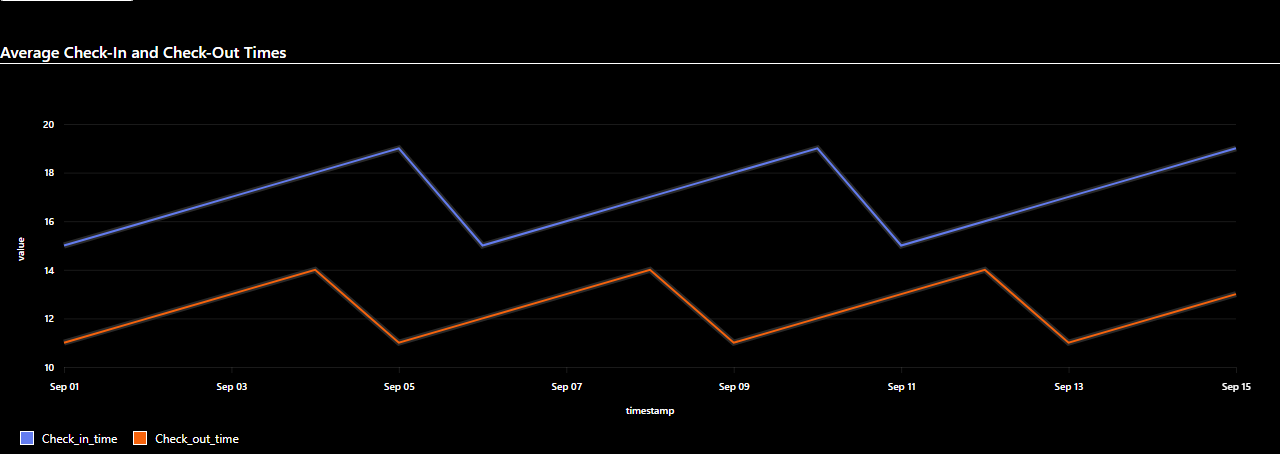 Average Check-In and Check-Out Times
20
18
16
14
12
10
value
Sep 01 Sep 03 Sep 05 Sep 07 Sep 09 Sep 11 Sep 13 Sep 15
timestamp
Check_in_time Check_out_time